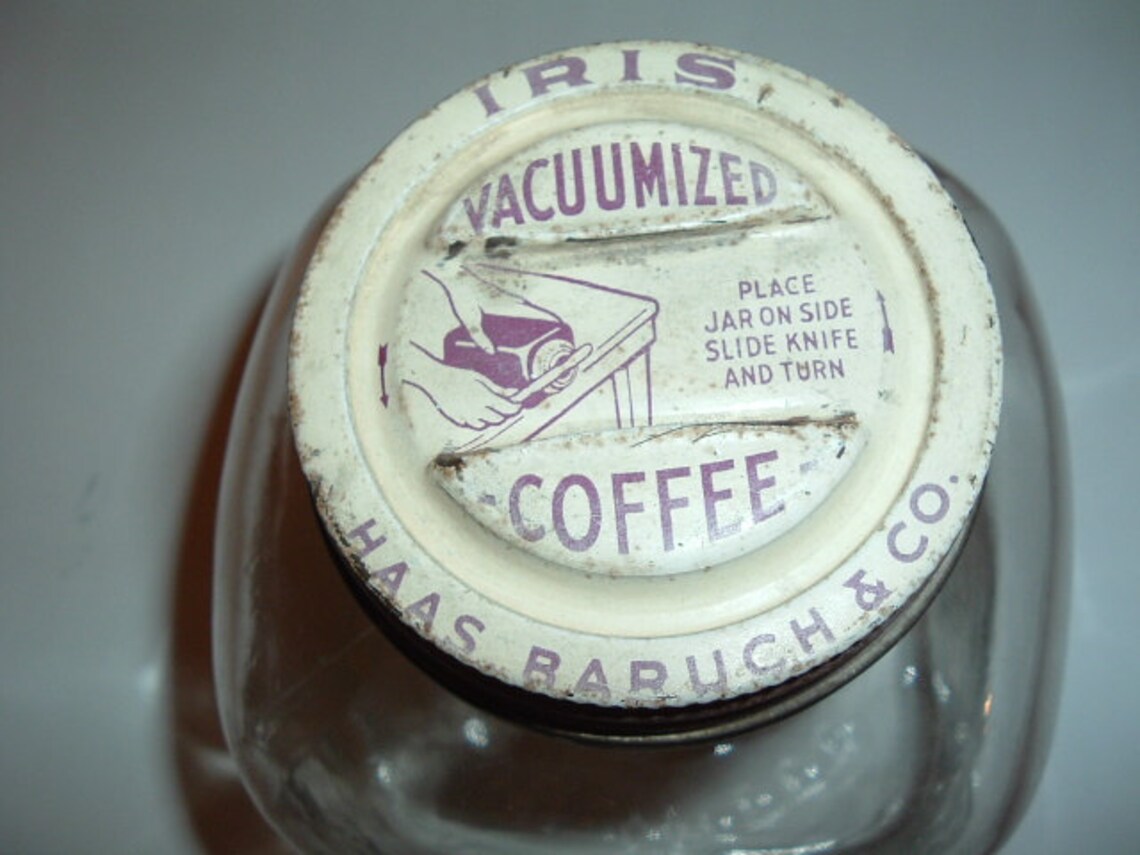 IRIS
VACUUMIZED
PLACE
JAR ON SIDE
SLIDE KNIFE
AND TURN
-COFFEE-
HAAS BARUCH & CO.